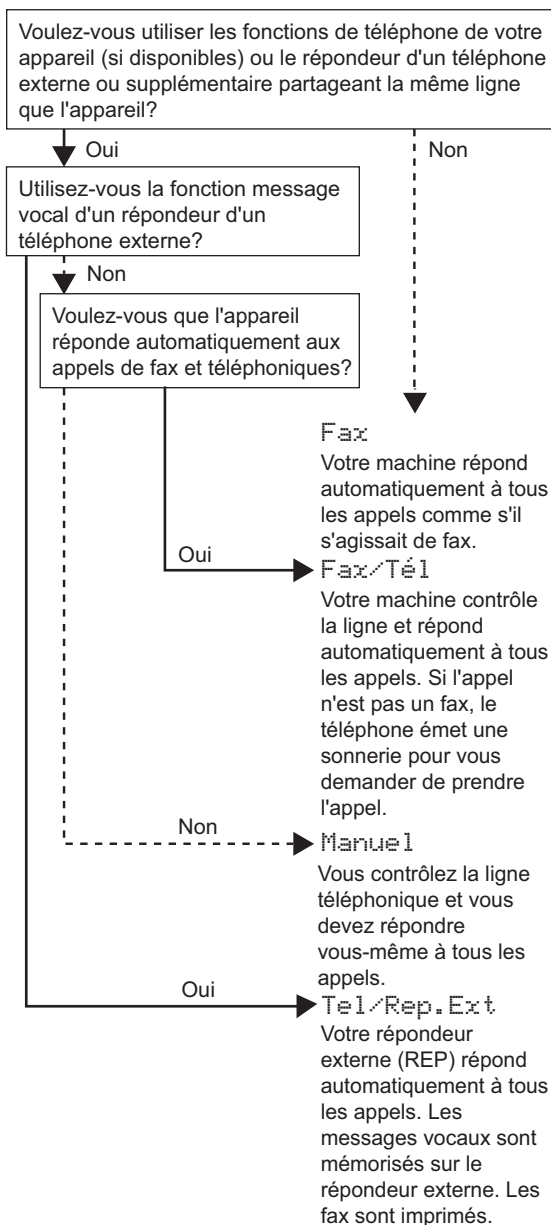 Voulez-vous utiliser les fonctions de téléphone de votre
appareil (si disponibles) ou le répondeur d'un téléphone
externe ou supplémentaire partageant la même ligne
que l'appareil?
Oui
Non
Utilisez-vous la fonction message
vocal d'un répondeur d'un
téléphone externe?
Non
Voulez-vous que l'appareil
réponde automatiquement aux
appels de fax et téléphoniques?
Fax
Votre machine répond
automatiquement à tous
les appels comme s'il
s'agissait de fax.
Oui
Fax/Tél
Votre machine contrôle
la ligne et répond
automatiquement à tous
les appels. Si l'appel
n'est pas un fax, le
téléphone émet une
sonnerie pour vous
demander de prendre
l'appel.
Non
Manuel
Vous contrôlez la ligne
téléphonique et vous
devez répondre
vous-même à tous les
appels.
Oui
Tel/Rep.Ext
Votre répondeur
externe (REP) répond
automatiquement à tous
les appels. Les
messages vocaux sont
mémorisés sur le
répondeur externe. Les
fax sont imprimés.